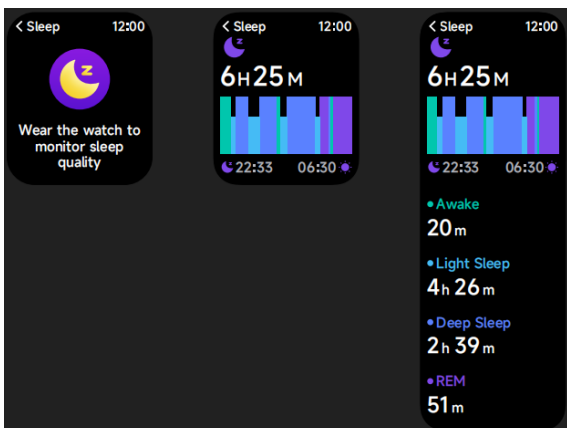 < Sleep 12:00
z
Wear the watch to
monitor sleep
quality
< Sleep 12:00
z
6H25M
22:33 06:30
< Sleep 12:00
z
6H25M
22:33 06:30
• Awake
20m
• Light Sleep
4h 26m
• Deep Sleep
2h 39m
• REM
51m